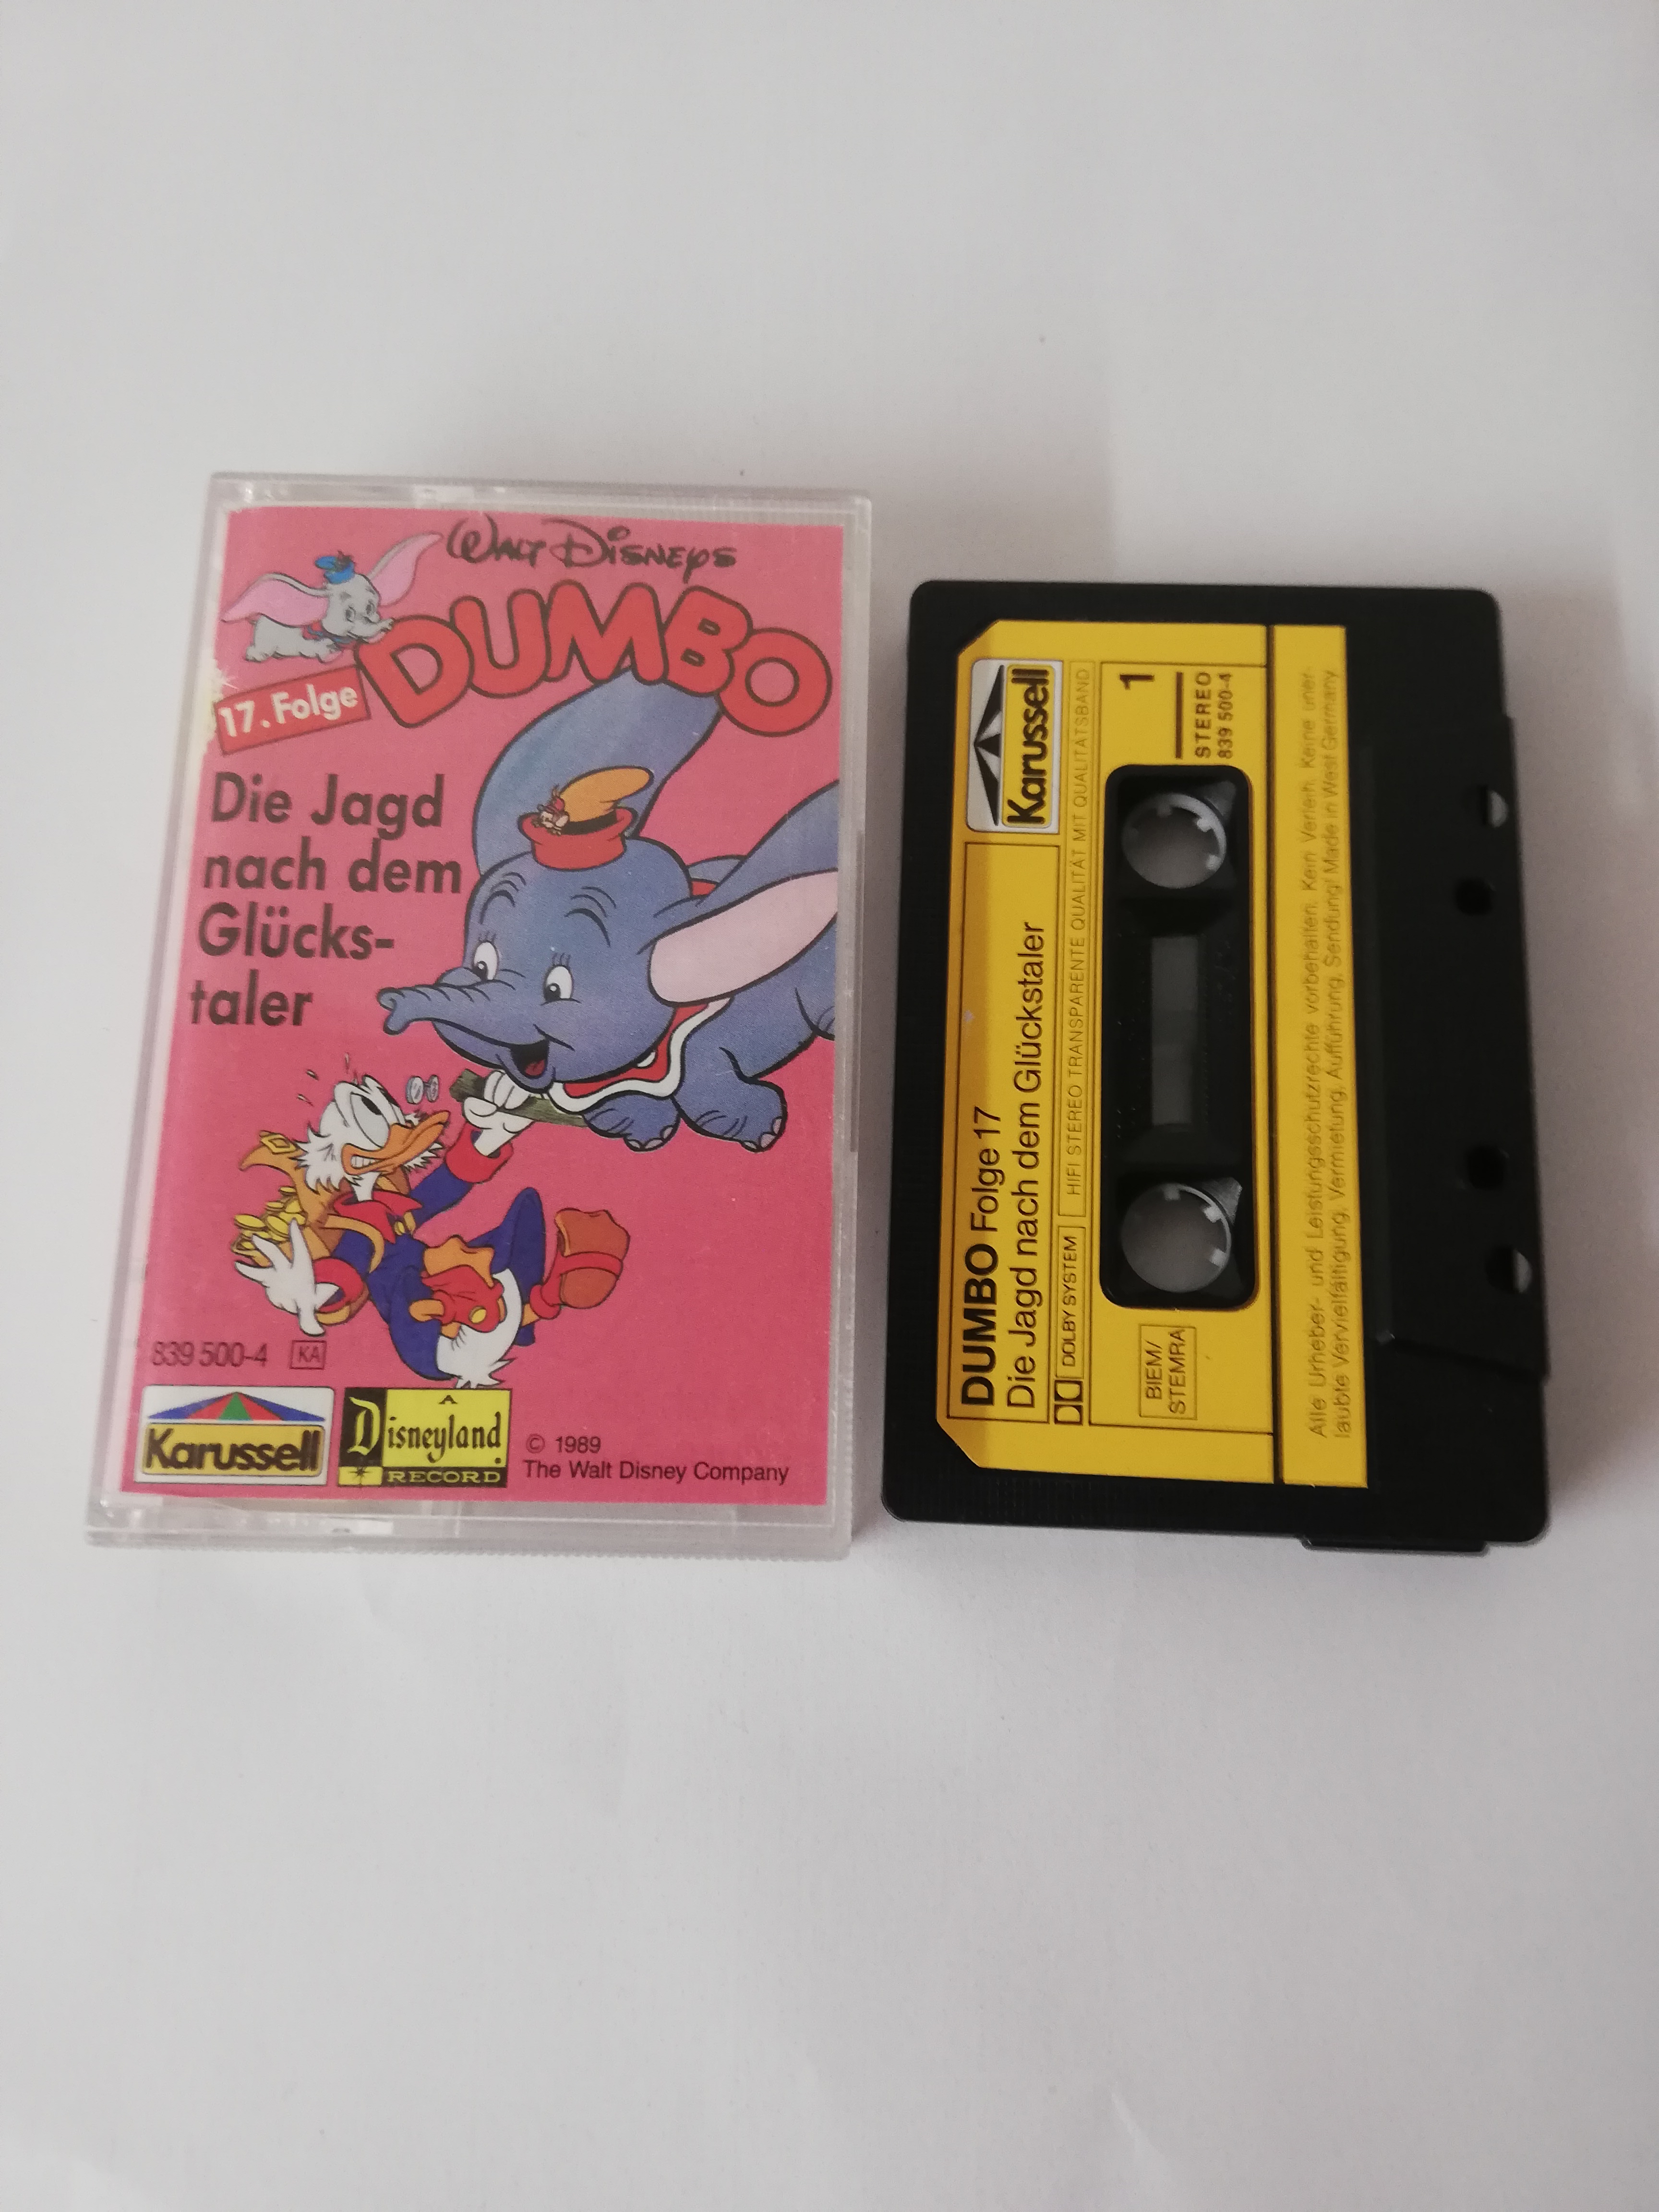 WALT DISNEYS
DUMBO
17. Folge
Die Jagd
nach dem
Glücks-
taler
839 500-4 KA
Karussell
A
Disneyland
RECORD
© 1989
The Walt Disney Company
Karussell
DUMBO Folge 17
Die Jagd nach dem Glückstaler
DOLBY SYSTEM
HIFI STEREO TRANSPARENTE QUALITÄT MIT QUALITÄTSBAND
1
STEREO
839 500-4
BIEM/
STEMRA
Alle Urheber- und Leistungsschutzrechte vorbehalten. Kein Verleih. Keine uner-
laubte Vervielfältigung, Vermietung, Aufführung, Sendung! Made in West Germany